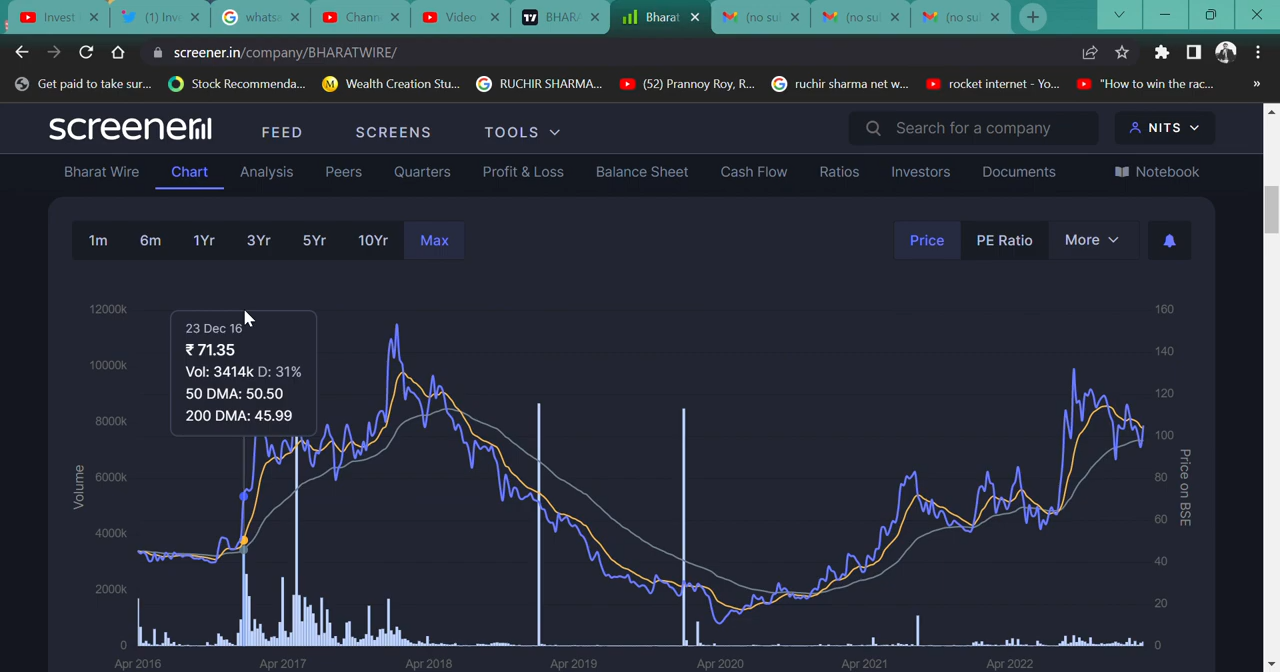 Invest
(1) Inv
whats
Chann
Video
BHAR
Bharat
(no su
(no su
(no su
screener.in/company/BHARATWIRE/
Get paid to take sur...
Stock Recommenda...
Wealth Creation Stu...
RUCHIR SHARMA...
(52) Prannoy Roy, R...
ruchir sharma net w...
rocket internet - Yo...
"How to win the rac...
»
screener
FEED
SCREENS
TOOLS
Search for a company
NITS
Bharat Wire
Chart
Analysis
Peers
Quarters
Profit & Loss
Balance Sheet
Cash Flow
Ratios
Investors
Documents
Notebook
1m
6m
1Yr
3Yr
5Yr
10Yr
Max
Price
PE Ratio
More
12000k
10000k
8000k
6000k
4000k
2000k
0
Volume
23 Dec 16
₹ 71.35
Vol: 3414k D: 31%
50 DMA: 50.50
200 DMA: 45.99
160
140
120
100
80
60
40
20
0
Price on BSE
Apr 2016
Apr 2017
Apr 2018
Apr 2019
Apr 2020
Apr 2021
Apr 2022